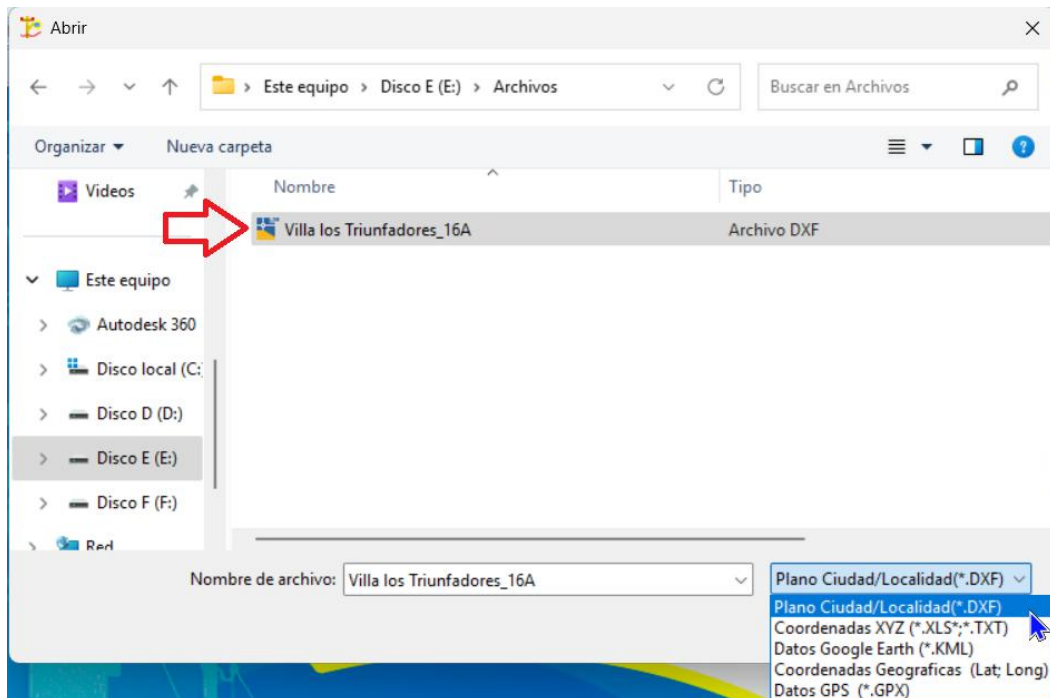 Abrir
Este equipo > Disco E (E:) > Archivos
Buscar en Archivos
Organizar
Nueva carpeta
Nombre
Tipo
Videos
Villa los Triunfadores_16A
Archivo DXF
Este equipo
Autodesk 360
Disco local (C:
Disco D (D:)
Disco E (E:)
Disco F (F:)
Red
Nombre de archivo: Villa los Triunfadores_16A
Plano Ciudad/Localidad(*.DXF)
Plano Ciudad/Localidad(*.DXF)
Coordenadas XYZ (*.XLS*;*.TXT)
Datos Google Earth (*.KML)
Coordenadas Geograficas (Lat; Long)
Datos GPS (*.GPX)